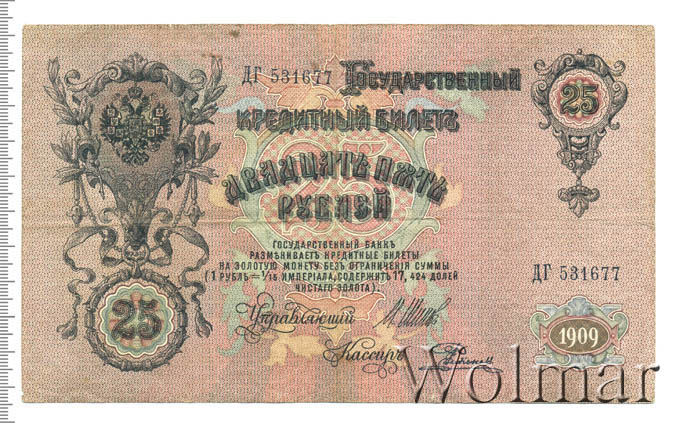 ДГ 531677 Государственный
25
Кредитный Билетъ
Двадцать пять
рублей
25
Государственный Банкъ
размѣниваетъ кредитные билеты
на золотую монету безъ ограниченія суммы
(1 рубль = 1/15 имперіала, содержитъ 17,424 долей
чистаго золота).
ДГ 531677
25
Управляющій
1909
Кассиръ
Wolmar